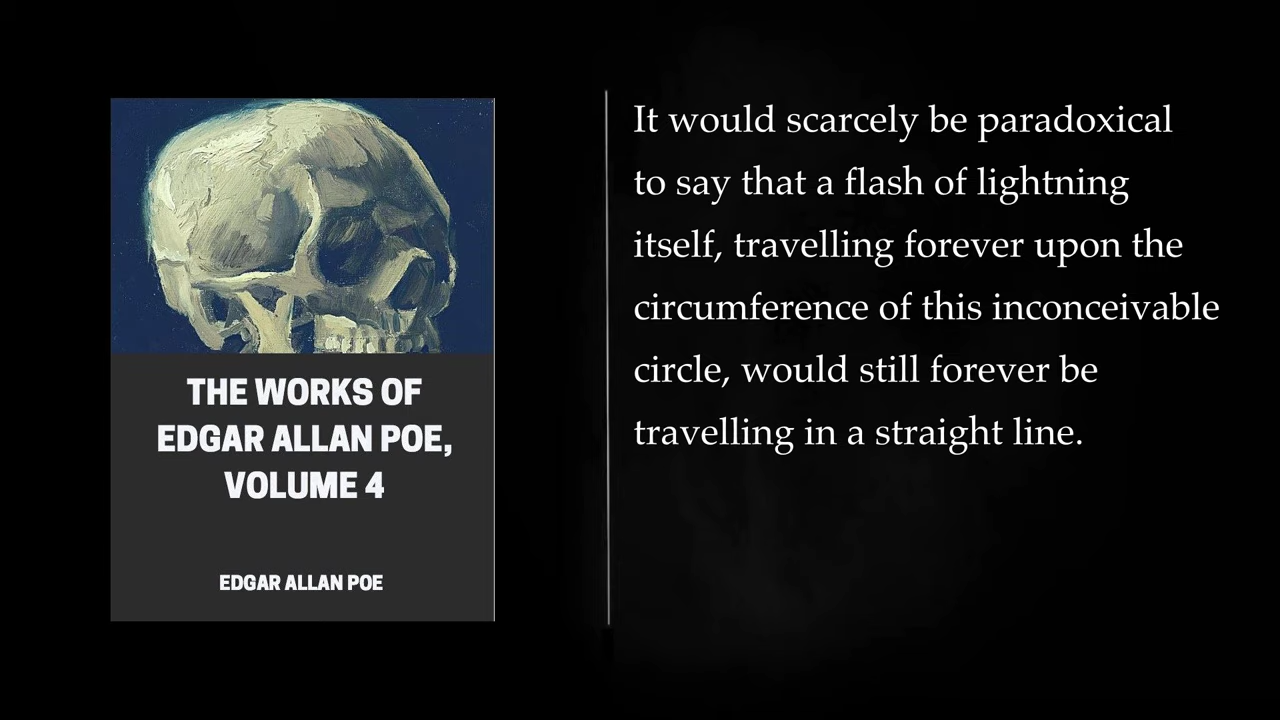 THE WORKS OF
EDGAR ALLAN POE,
VOLUME 4
EDGAR ALLAN POE
It would scarcely be paradoxical
to say that a flash of lightning
itself, travelling forever upon the
circumference of this inconceivable
circle, would still forever be
travelling in a straight line.